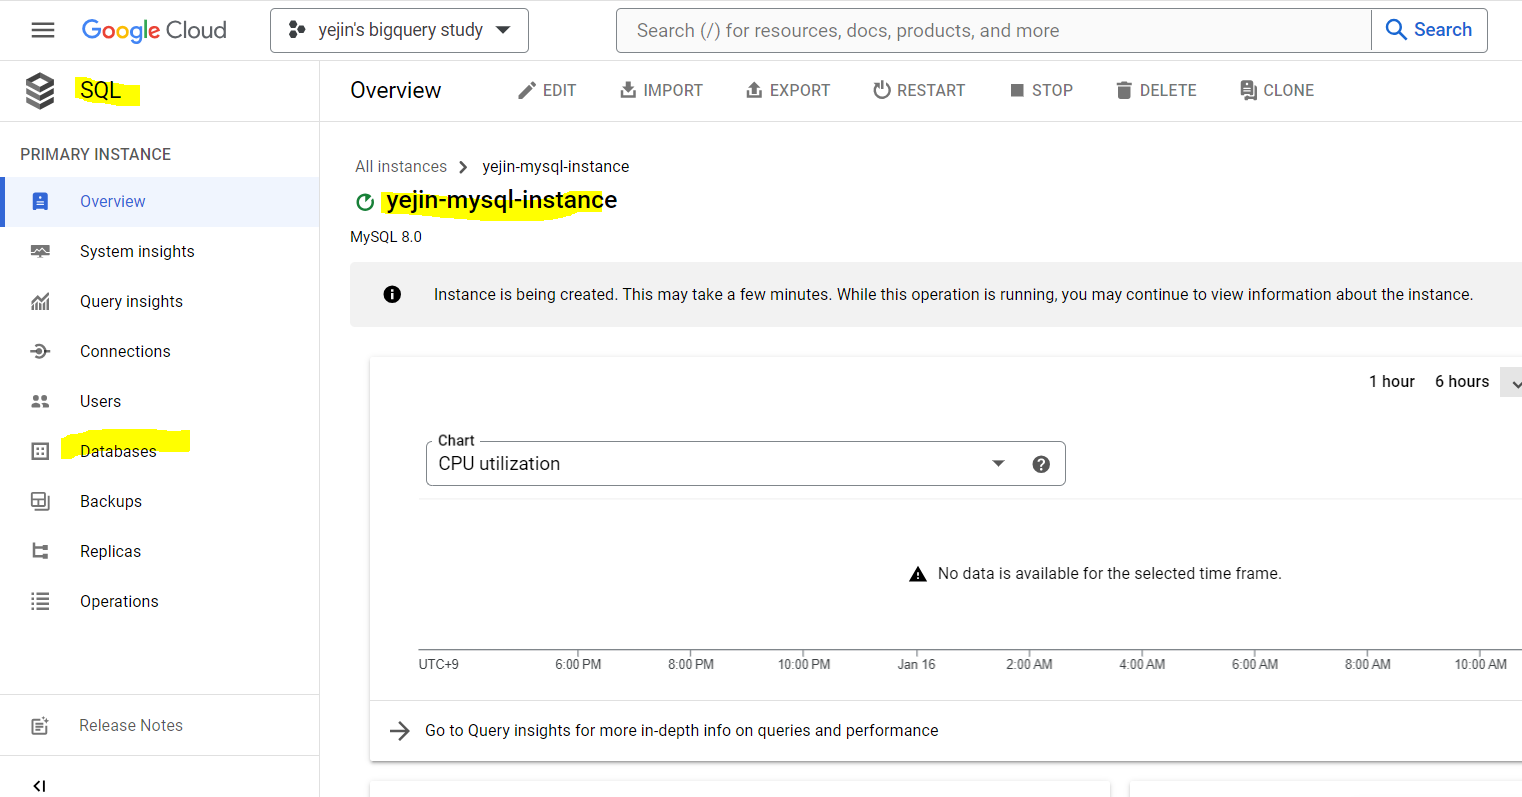 Google Cloud
yejin's bigquery study
Search (/) for resources, docs, products, and more
Search
SQL
Overview
EDIT
IMPORT
EXPORT
RESTART
STOP
DELETE
CLONE
PRIMARY INSTANCE
Overview
System insights
Query insights
Connections
Users
Databases
Backups
Replicas
Operations
Release Notes
All instances
yejin-mysql-instance
yejin-mysql-instance
MySQL 8.0
Instance is being created. This may take a few minutes. While this operation is running, you may continue to view information about the instance.
1 hour
6 hours
Chart
CPU utilization
No data is available for the selected time frame.
UTC+9
6:00 PM
8:00 PM
10:00 PM
Jan 16
2:00 AM
4:00 AM
6:00 AM
8:00 AM
10:00 AM
Go to Query insights for more in-depth info on queries and performance